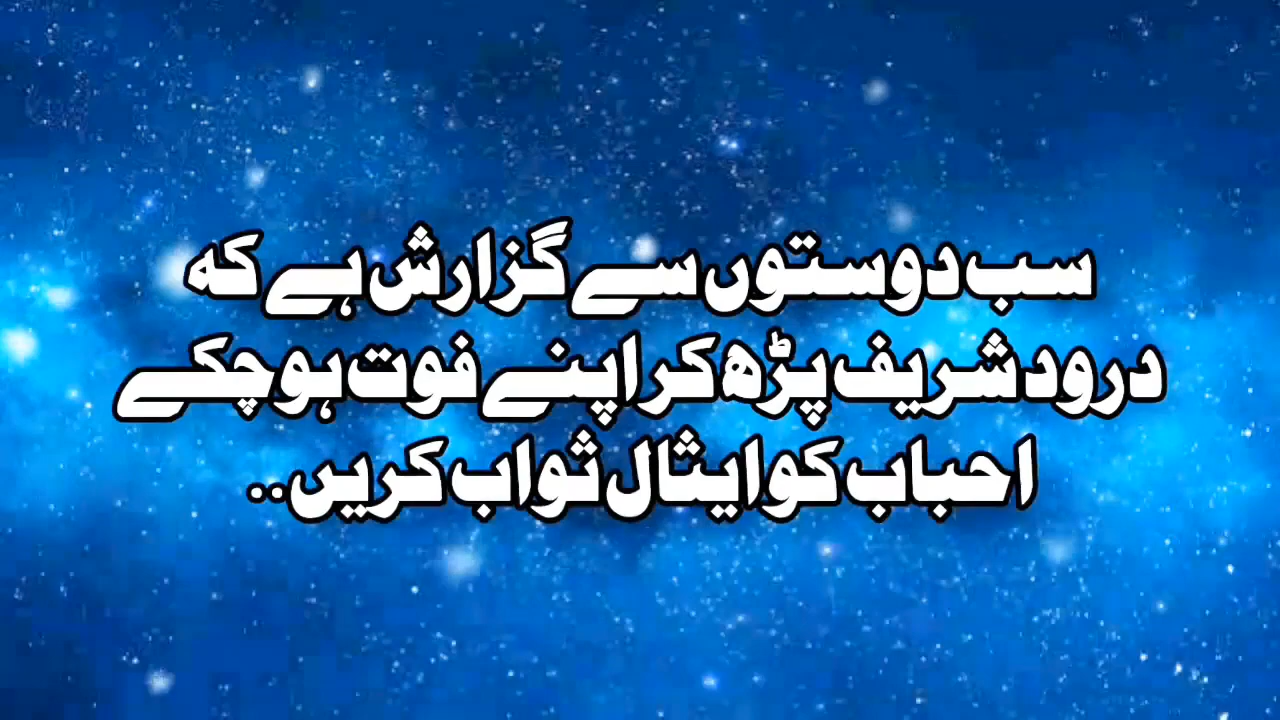 سب دوستوں سے گزارش ہے کہ
درود شریف پڑھ کر اپنے فوت ہو چکے
احباب کو ایثال ثواب کریں..